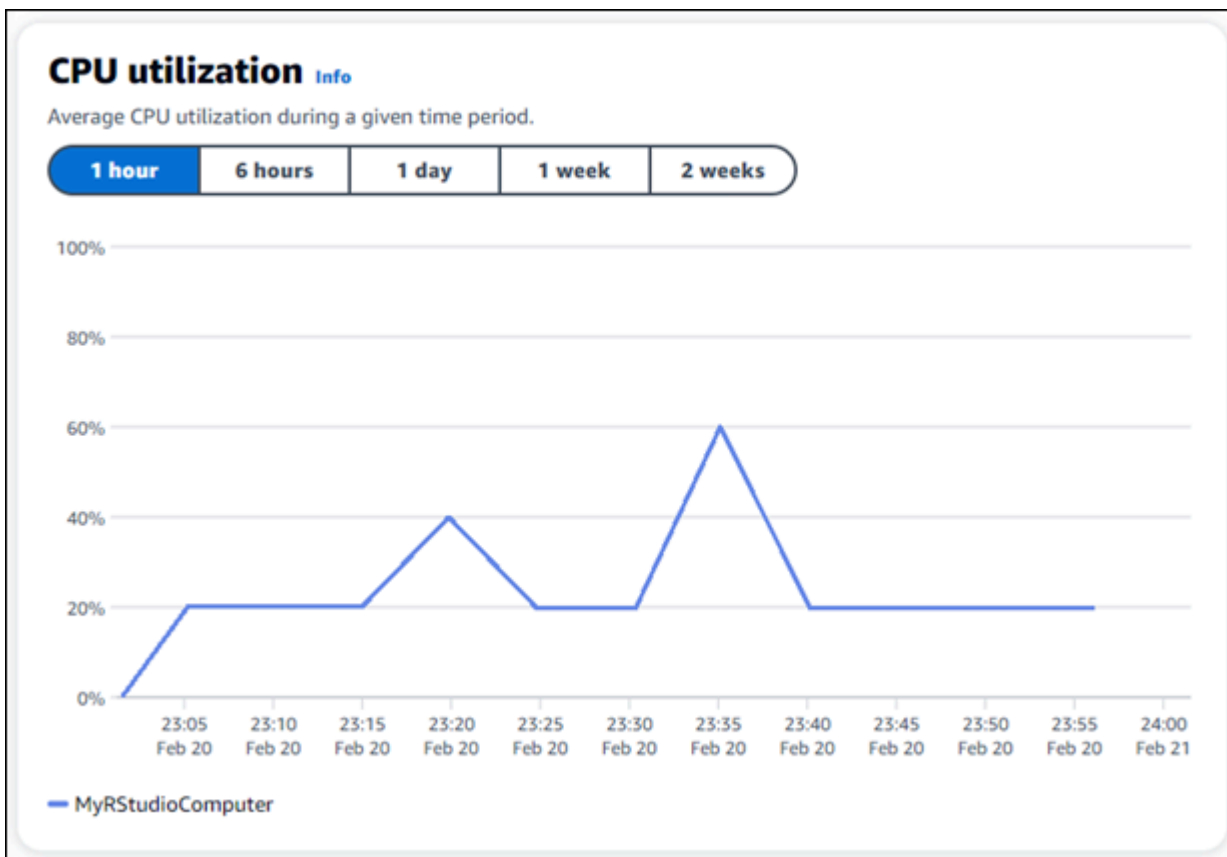 CPU utilization Info
Average CPU utilization during a given time period.
1 hour 6 hours 1 day 1 week 2 weeks
100%
80%
60%
40%
20%
0%
23:05 23:10 23:15 23:20 23:25 23:30 23:35 23:40 23:45 23:50 23:55 24:00
Feb 20 Feb 20 Feb 20 Feb 20 Feb 20 Feb 20 Feb 20 Feb 20 Feb 20 Feb 20 Feb 20 Feb 21
MyRStudioComputer